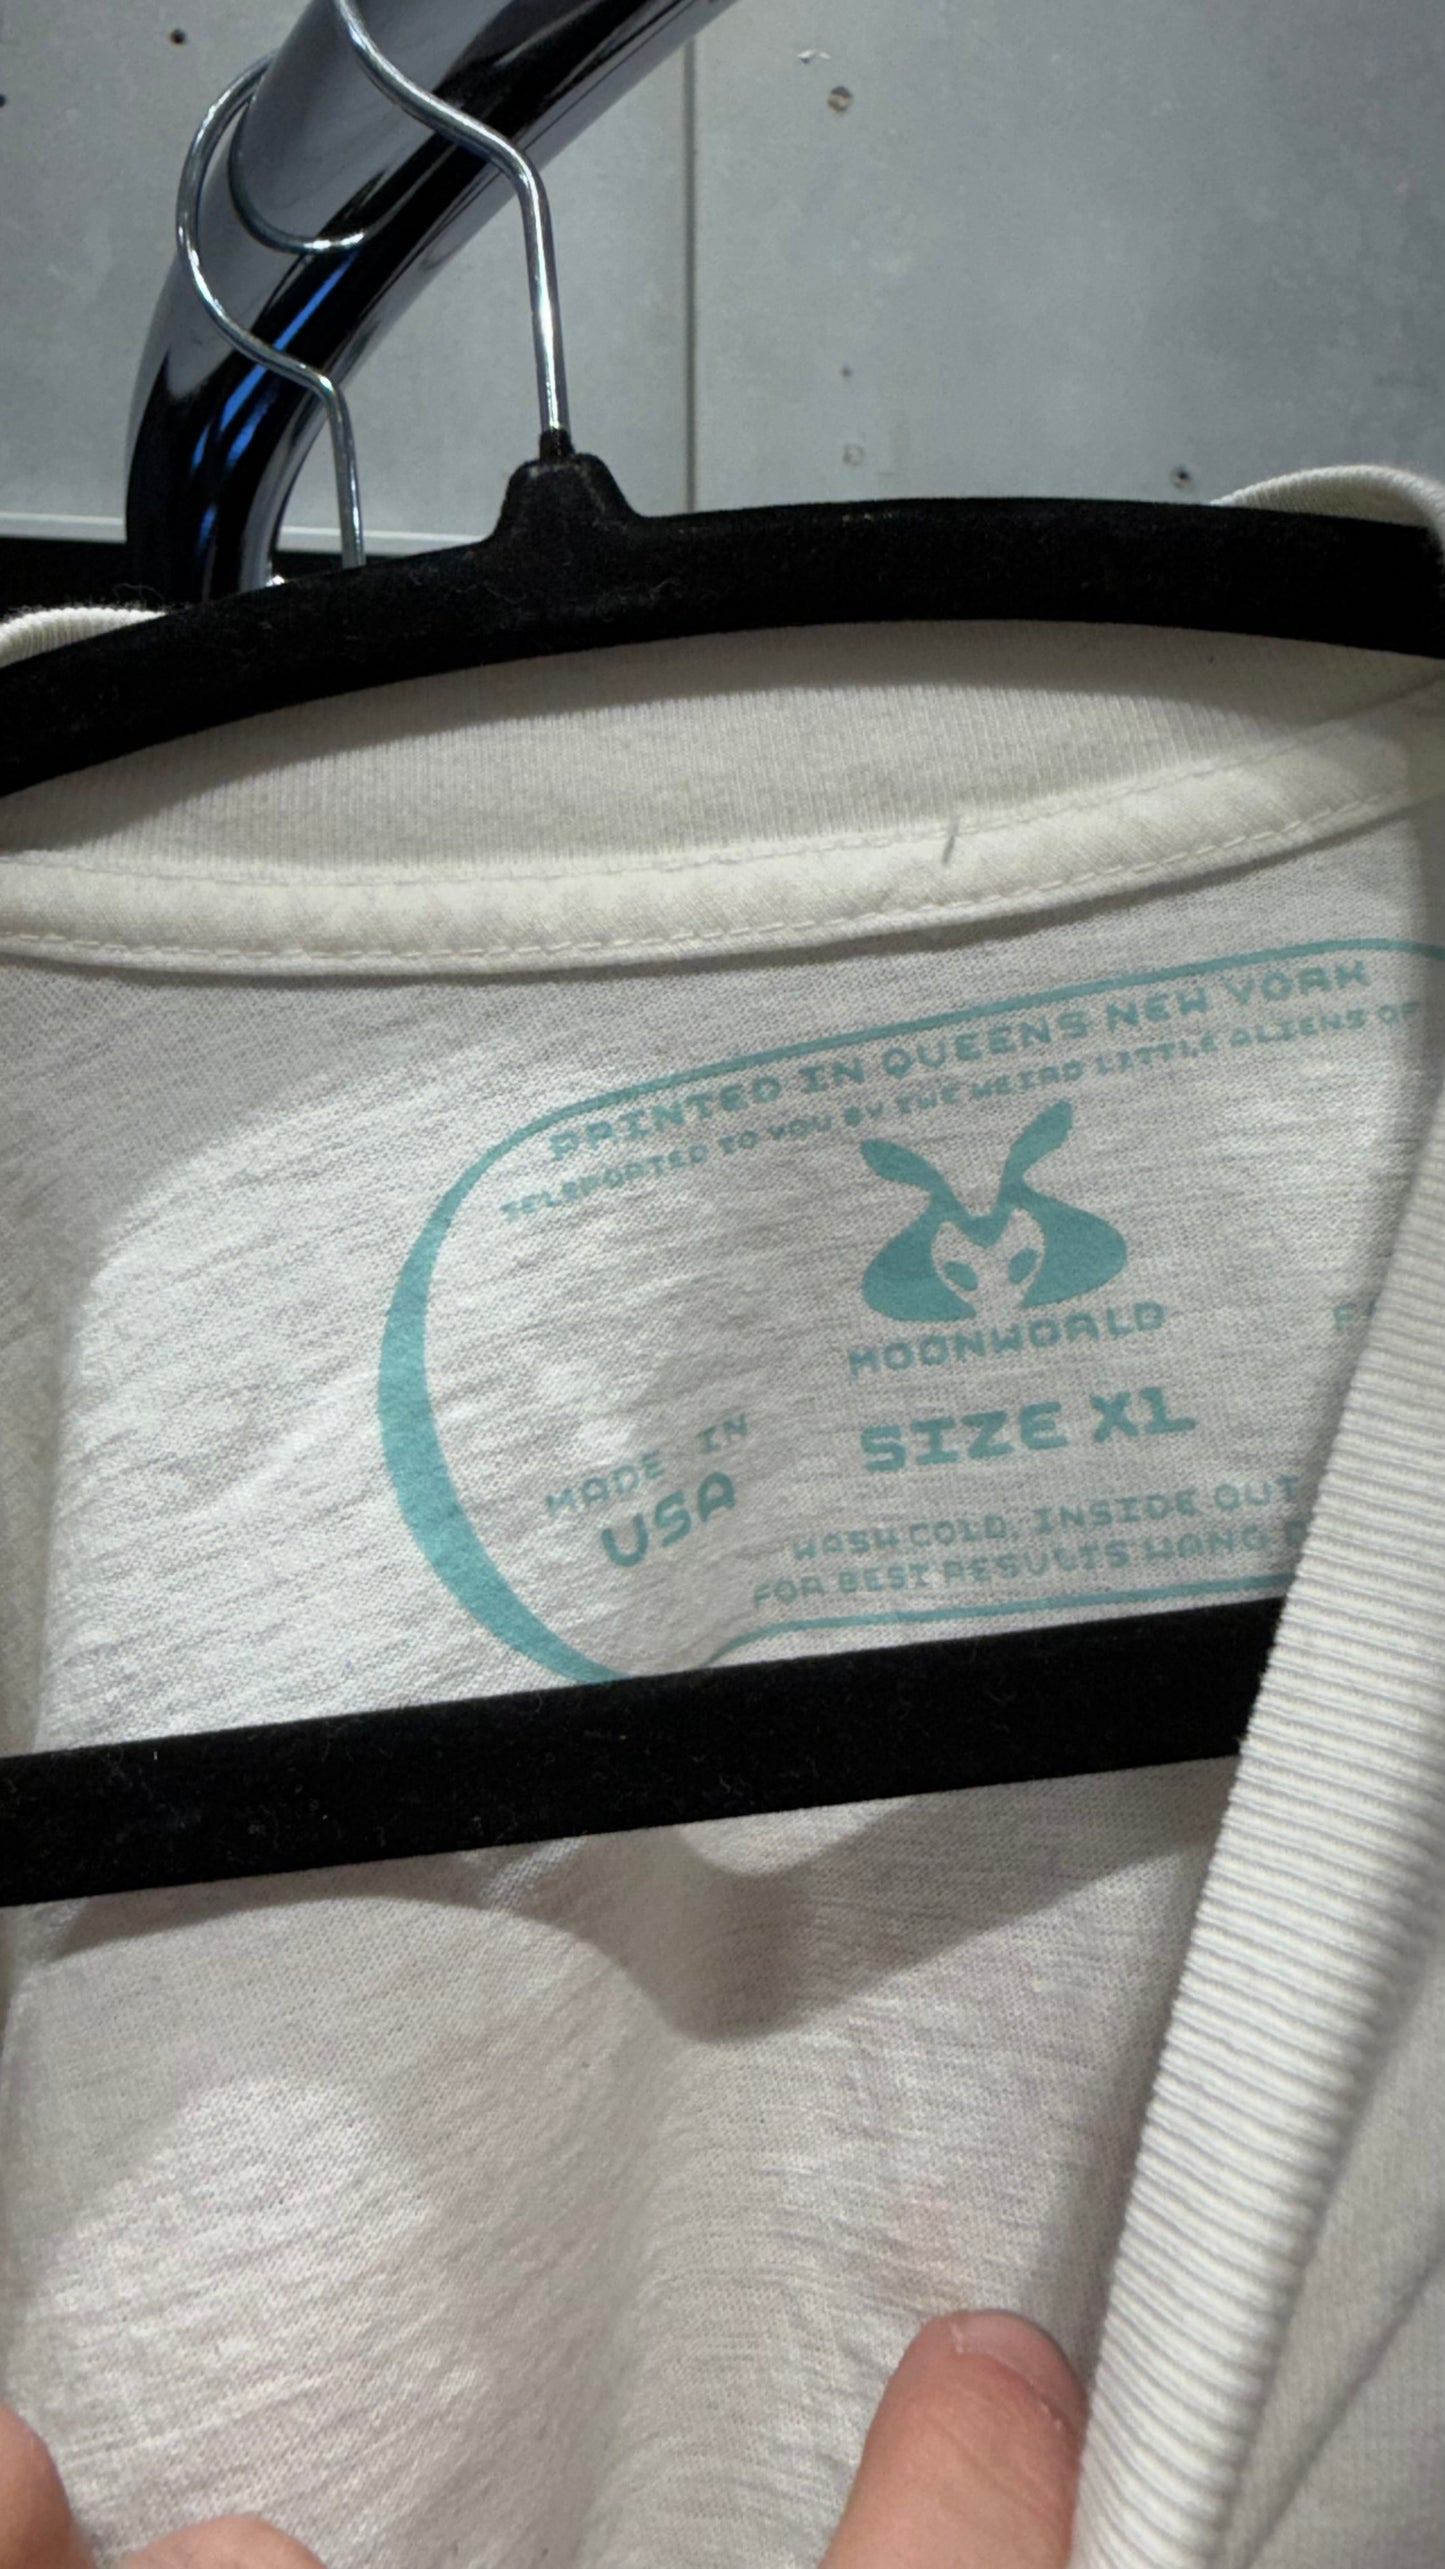 PRINTED IN QUEENS NEW YORK
TELEPORTED TO YOU BY THE WEIRD LITTLE ALIENS OF
MOONWORLD
SIZE XL
MADE IN
USA
WASH COLD, INSIDE OUT
FOR BEST RESULTS HANG